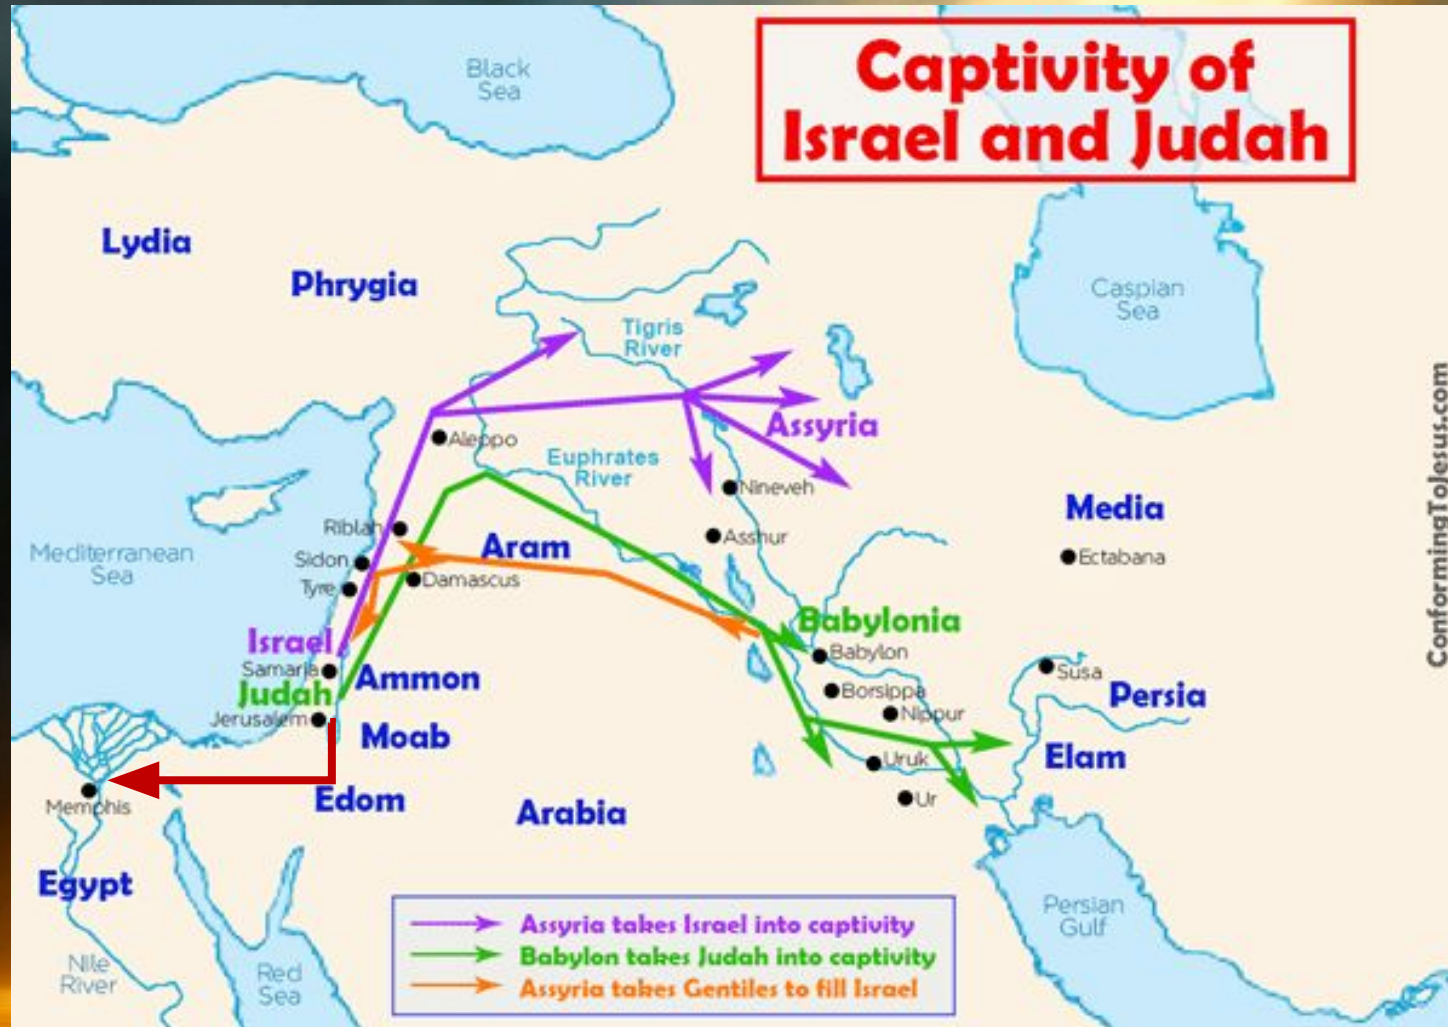 Captivity of
Israel and Judah
Black
Sea
Lydia
Phrygia
Caspian
Sea
Tigris
River
Assyria
Aleppo
Euphrates
River
Nineveh
Media
Riblah
Asshur
Aram
Ectabana
Mediterranean
Sea
Sidon
Tyre
Damascus
Babylonia
Israel
Babylon
Samaria
Ammon
Susa
Judah
Borsippa
Persia
Jerusalem
Nippur
Moab
Uruk
Elam
Memphis
Edom
Ur
Arabia
Egypt
Persian
Gulf
Nile
River
Red
Sea
Assyria takes Israel into captivity
Babylon takes Judah into captivity
Assyria takes Gentiles to fill Israel
ConformingToJesus.com